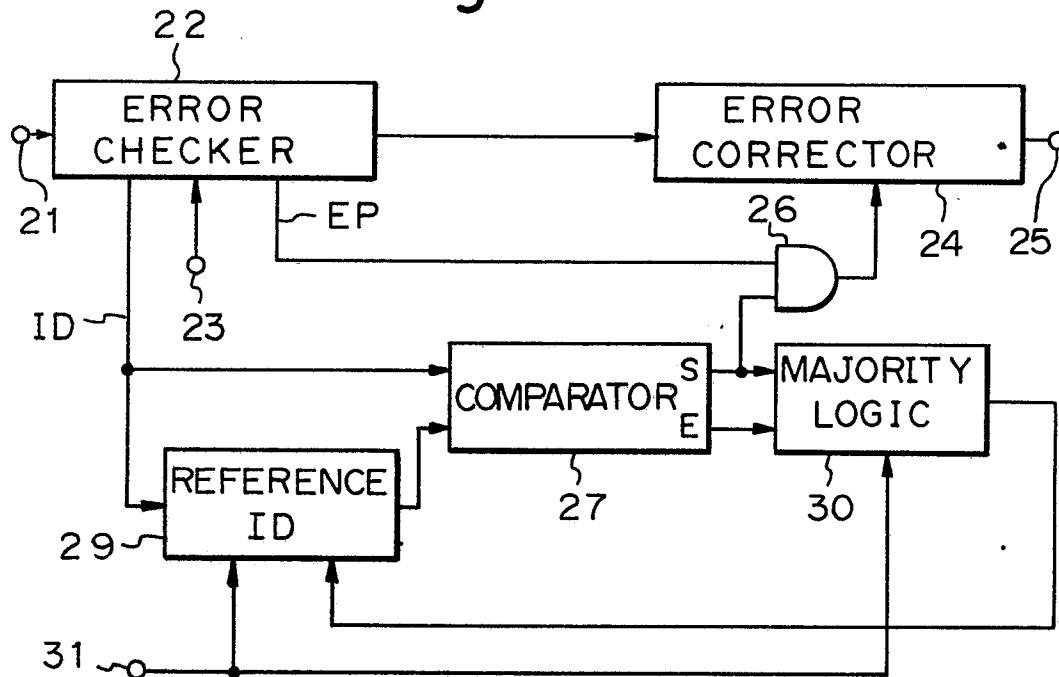 22
ERROR
CHECKER
ERROR
CORRECTOR
21
EP
26
24
25
23
ID
COMPARATOR
S
E
MAJORITY
LOGIC
REFERENCE
ID
27
30
29
31